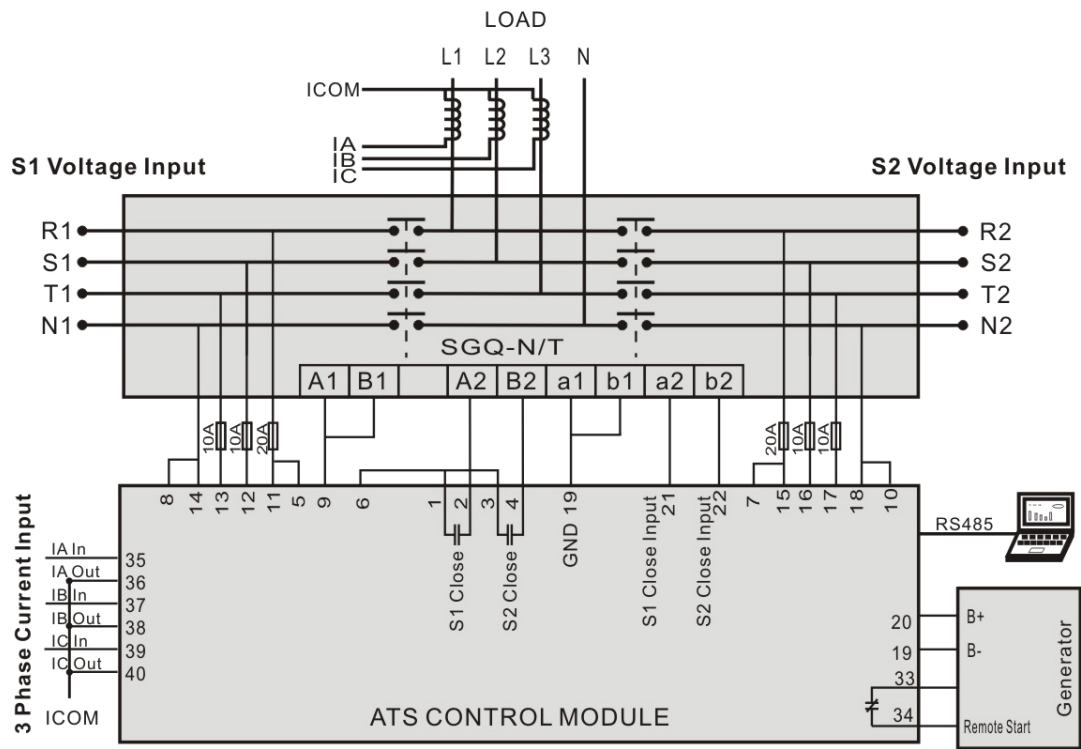 LOAD
L1 L2 L3 N
ICOM
IA
IB
IC
S1 Voltage Input
S2 Voltage Input
R1
S1
T1
N1
R2
S2
T2
N2
SGQ-N/T
A1 B1 A2 B2 a1 b1 a2 b2
10A 10A 20A
20A 10A 10A
8 14 13 12 11 5 9 6 1 2 3 4 GND 19 21 22 7 15 16 17 18 10
S1 Close
S2 Close
S1 Close Input
S2 Close Input
3 Phase Current Input
IA In 35
IA Out 36
IB In 37
IB Out 38
IC In 39
IC Out 40
ICOM
ATS CONTROL MODULE
RS485
20 B+
19 B-
33
34 Remote Start
Generator